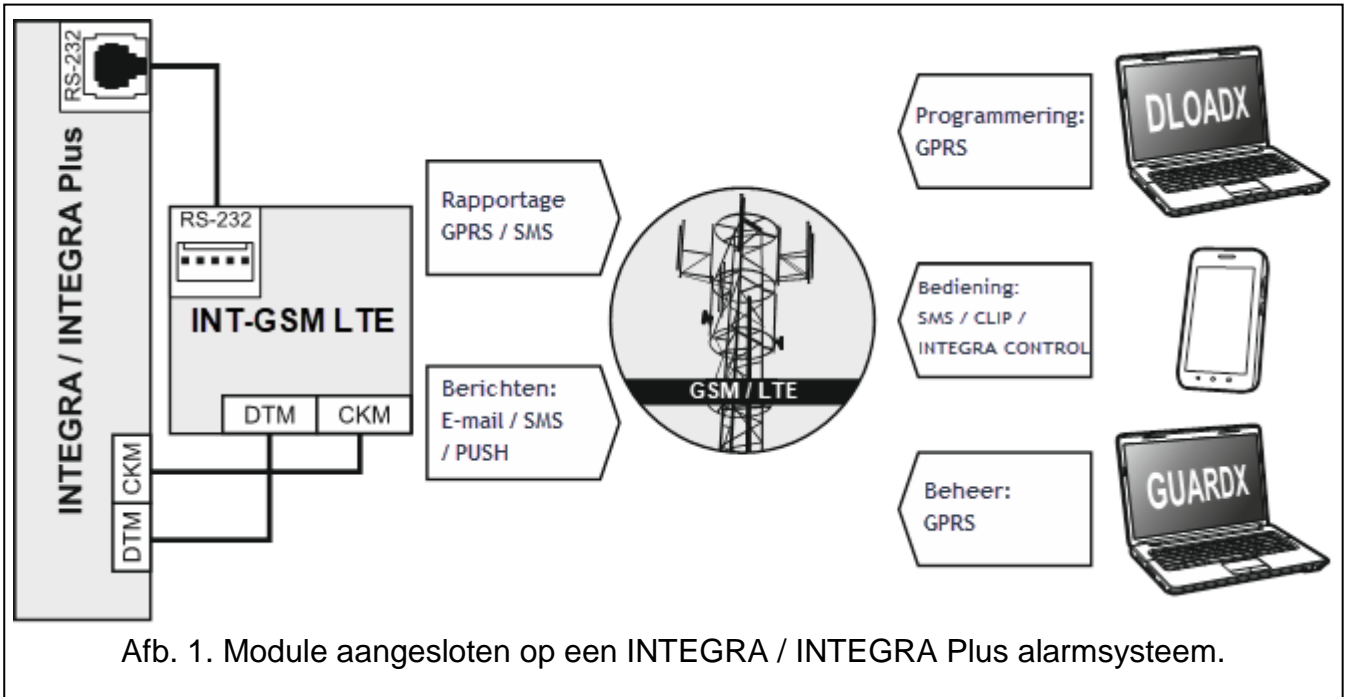 RS-232
INTEGRA / INTEGRA Plus
CKM
DTM
RS-232
INT-GSM LTE
DTM
CKM
Rapportage
GPRS / SMS
Berichten:
E-mail / SMS
/ PUSH
GSM / LTE
Programmering:
GPRS
Bediening:
SMS / CLIP /
INTEGRA CONTROL
Beheer:
GPRS
DLOADX
GUARDX
Afb. 1. Module aangesloten op een INTEGRA / INTEGRA Plus alarmsysteem.